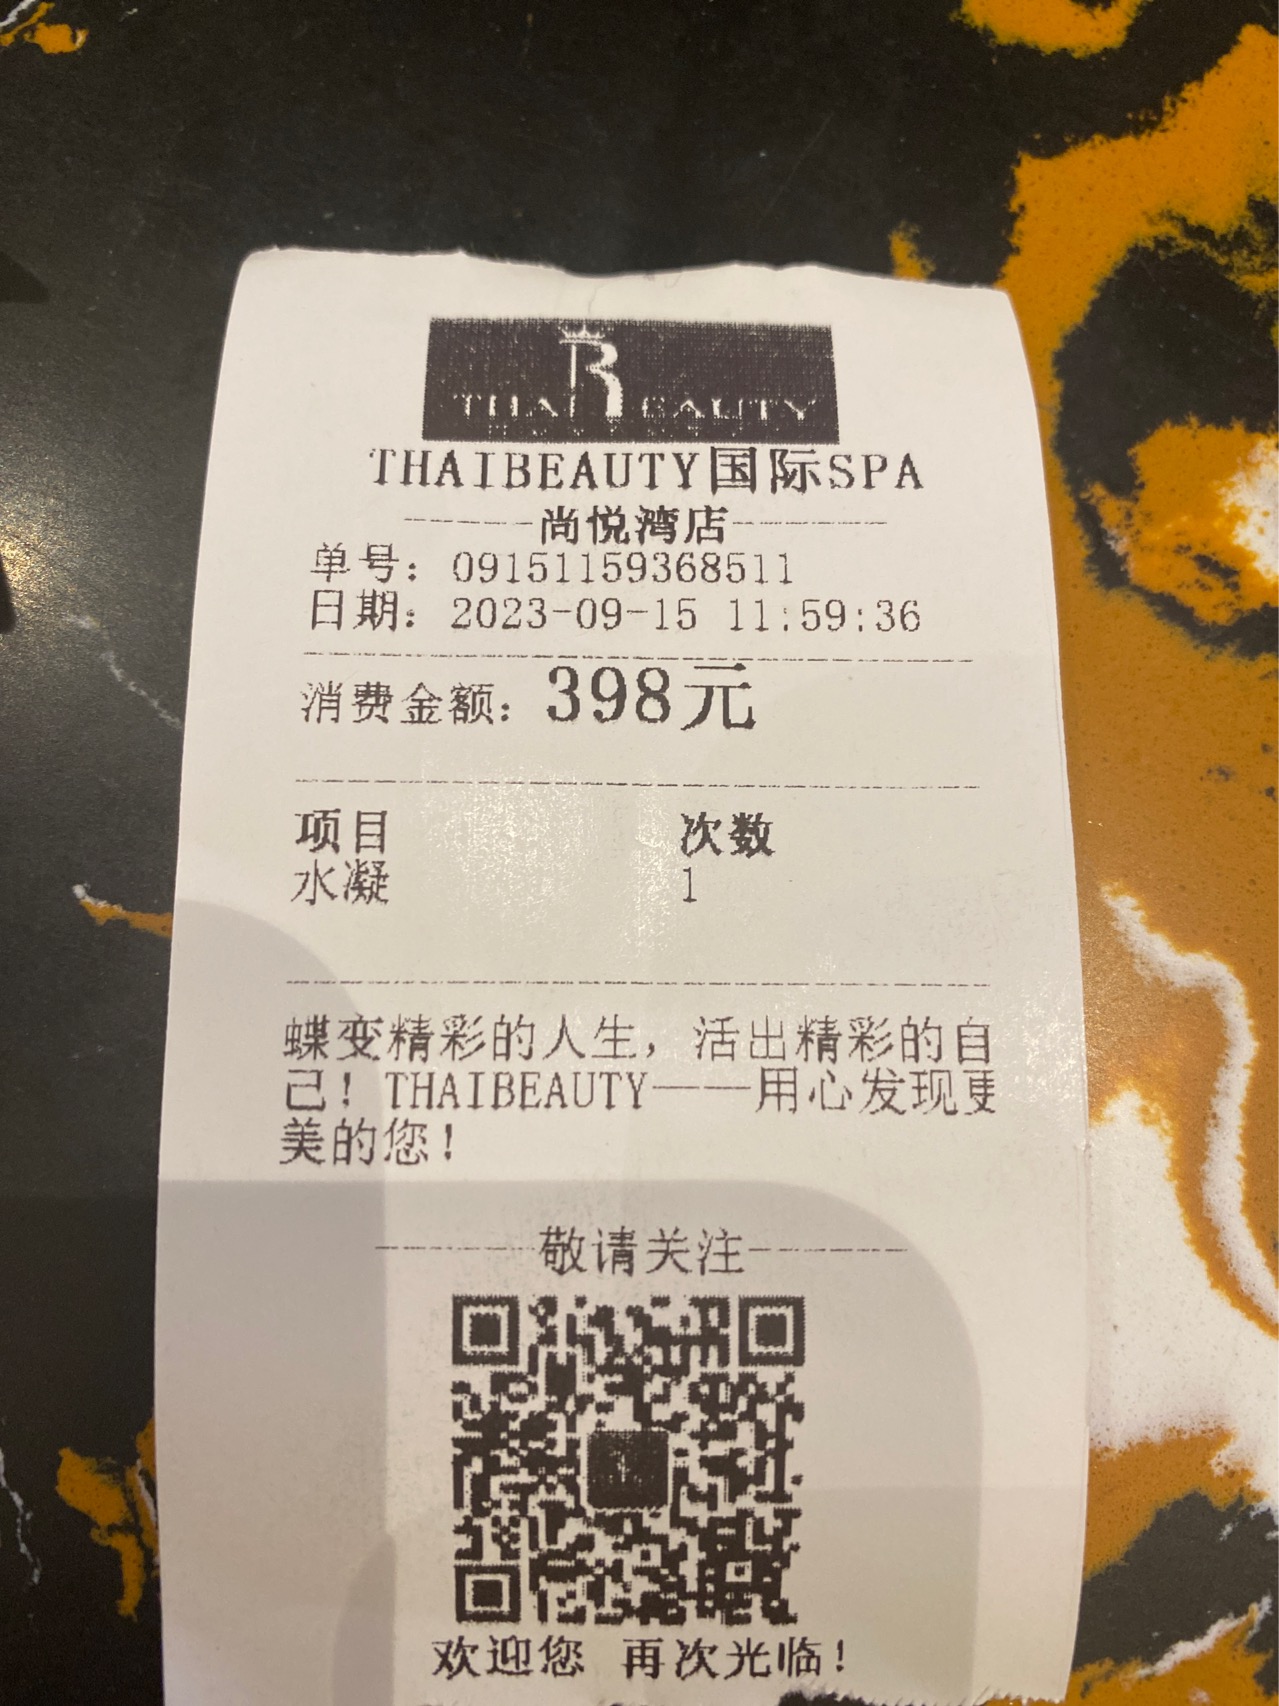 THAIBEAUTY
THAIBEAUTY国际SPA
-----尚悦湾店-----
单号：09151159368511
日期：2023-09-15 11:59:36
消费金额：398元
项目 次数
水凝 1
蝶变精彩的人生，活出精彩的自
己！THAIBEAUTY——用心发现更
美的您！
-----敬请关注-----
欢迎您 再次光临！